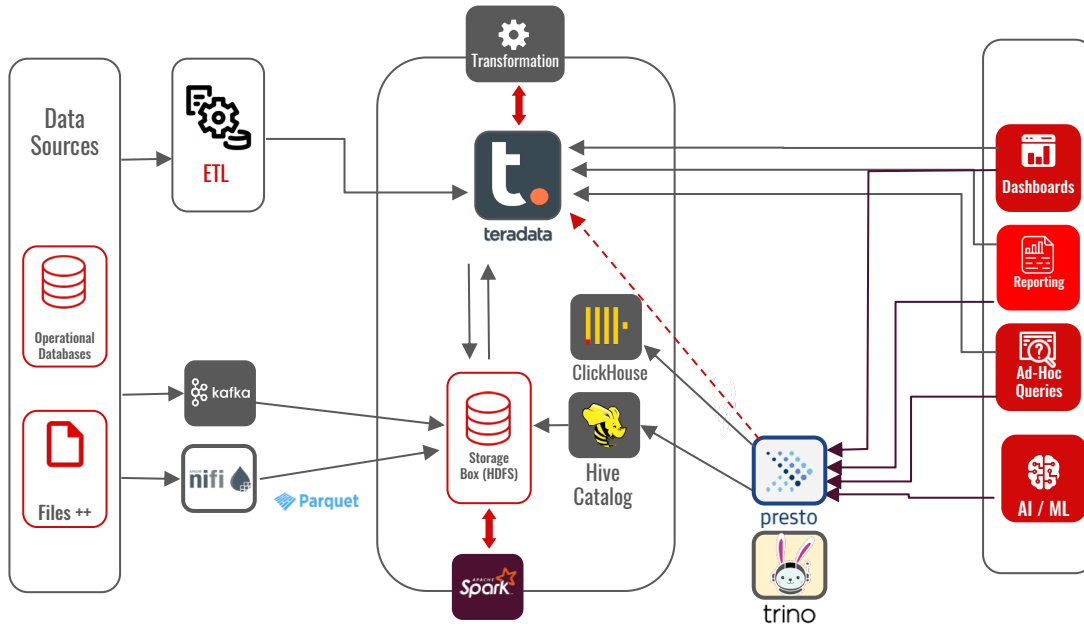 Data
Sources
Operational
Databases
Files ++
ETL
kafka
nifi
Parquet
Transformation
t.
teradata
ClickHouse
Storage
Box (HDFS)
Hive
Catalog
APACHE
Spark
presto
trino
Dashboards
Reporting
Ad-Hoc
Queries
AI / ML